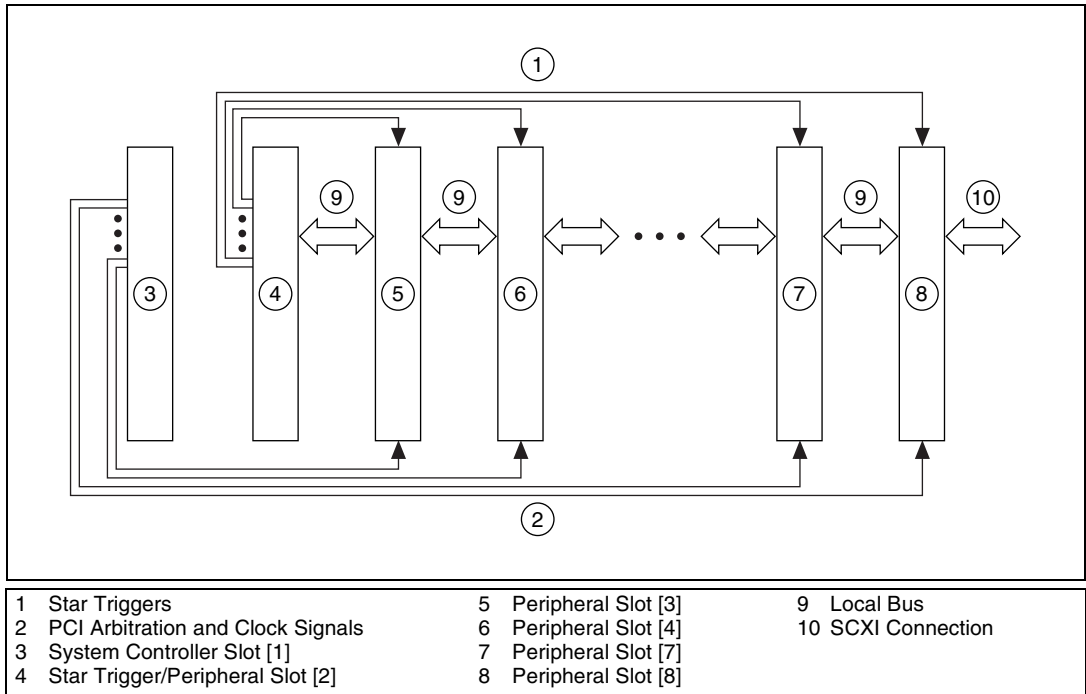 1
9
9
9
10
3
4
5
6
7
8
2
1 Star Triggers
2 PCI Arbitration and Clock Signals
3 System Controller Slot [1]
4 Star Trigger/Peripheral Slot [2]
5 Peripheral Slot [3]
6 Peripheral Slot [4]
7 Peripheral Slot [7]
8 Peripheral Slot [8]
9 Local Bus
10 SCXI Connection